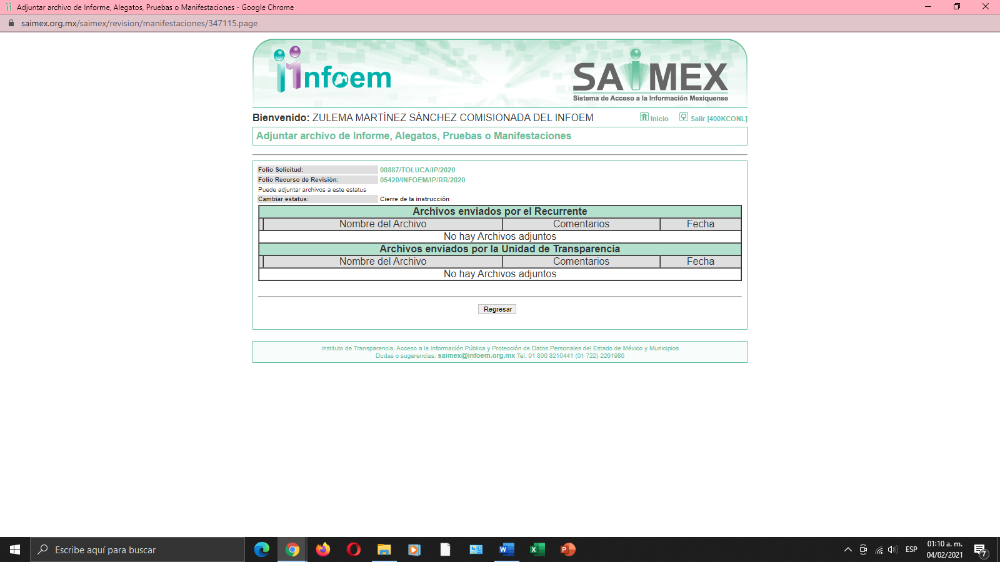 Adjuntar archivo de Informe, Alegatos, Pruebas o Manifestaciones - Google Chrome
saimex.org.mx/saimex/revision/manifestaciones/347115.page
infoem
SAIMEX
Sistema de Acceso a la Información Mexiquense
Bienvenido: ZULEMA MARTÍNEZ SÁNCHEZ COMISIONADA DEL INFOEM Inicio Salir [400KCONL]
Adjuntar archivo de Informe, Alegatos, Pruebas o Manifestaciones
Folio Solicitud: 00887/TOLUCA/IP/2020
Folio Recurso de Revisión: 05420/INFOEM/IP/RR/2020
Puede adjuntar archivos a este estatus
Cambiar estatus: Cierre de la instrucción
Archivos enviados por el Recurrente
Nombre del Archivo Comentarios Fecha
No hay Archivos adjuntos
Archivos enviados por la Unidad de Transparencia
Nombre del Archivo Comentarios Fecha
No hay Archivos adjuntos
Regresar
Instituto de Transparencia, Acceso a la Información Pública y Protección de Datos Personales del Estado de México y Municipios
Dudas o sugerencias: saimex@infoem.org.mx Tel. 01 800 8210441 (01 722) 2261980
Escribe aquí para buscar
ESP
01:10 a. m.
04/02/2021
7